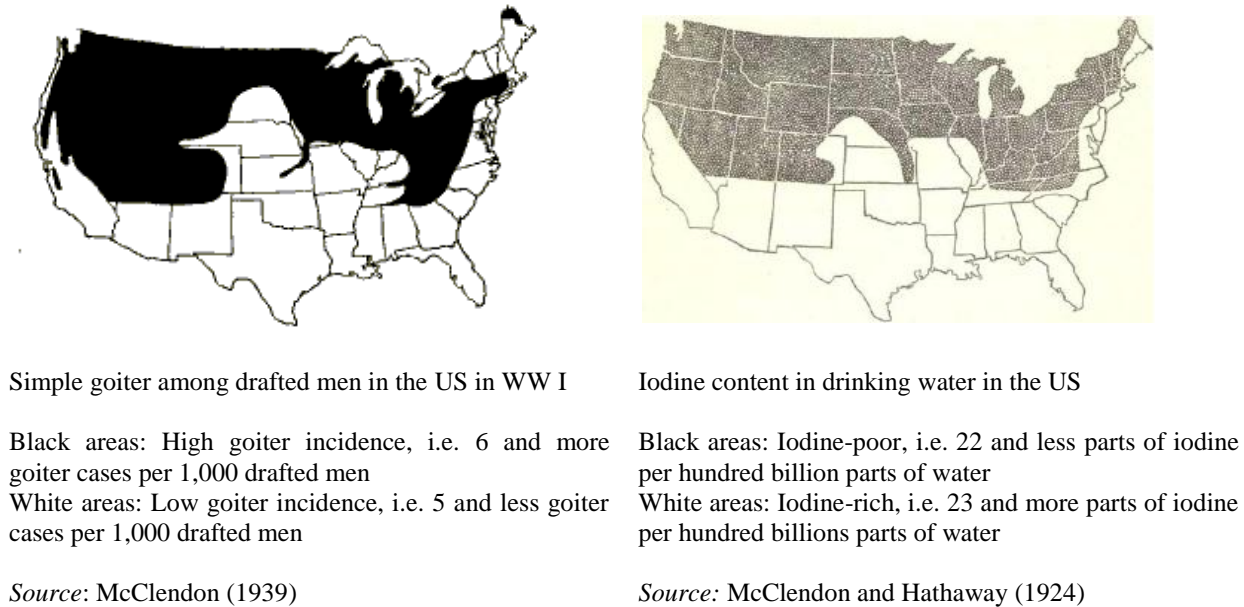 Simple goiter among drafted men in the US in WW I
Black areas: High goiter incidence, i.e. 6 and more
goiter cases per 1,000 drafted men
White areas: Low goiter incidence, i.e. 5 and less goiter
cases per 1,000 drafted men
Source: McClendon (1939)
Iodine content in drinking water in the US
Black areas: Iodine-poor, i.e. 22 and less parts of iodine
per hundred billion parts of water
White areas: Iodine-rich, i.e. 23 and more parts of iodine
per hundred billions parts of water
Source: McClendon and Hathaway (1924)